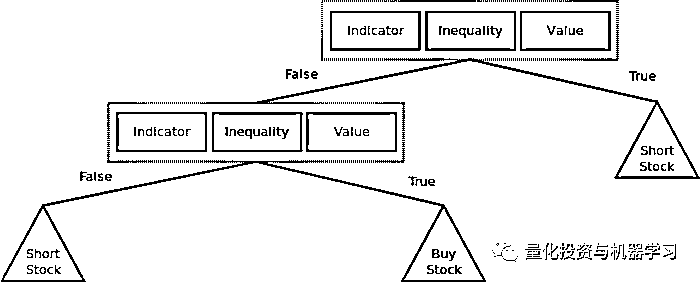 Indicator Inequality Value
False
True
Indicator Inequality Value
Short
Stock
False
True
Short
Stock
Buy
Stock
量化投资与机器学习